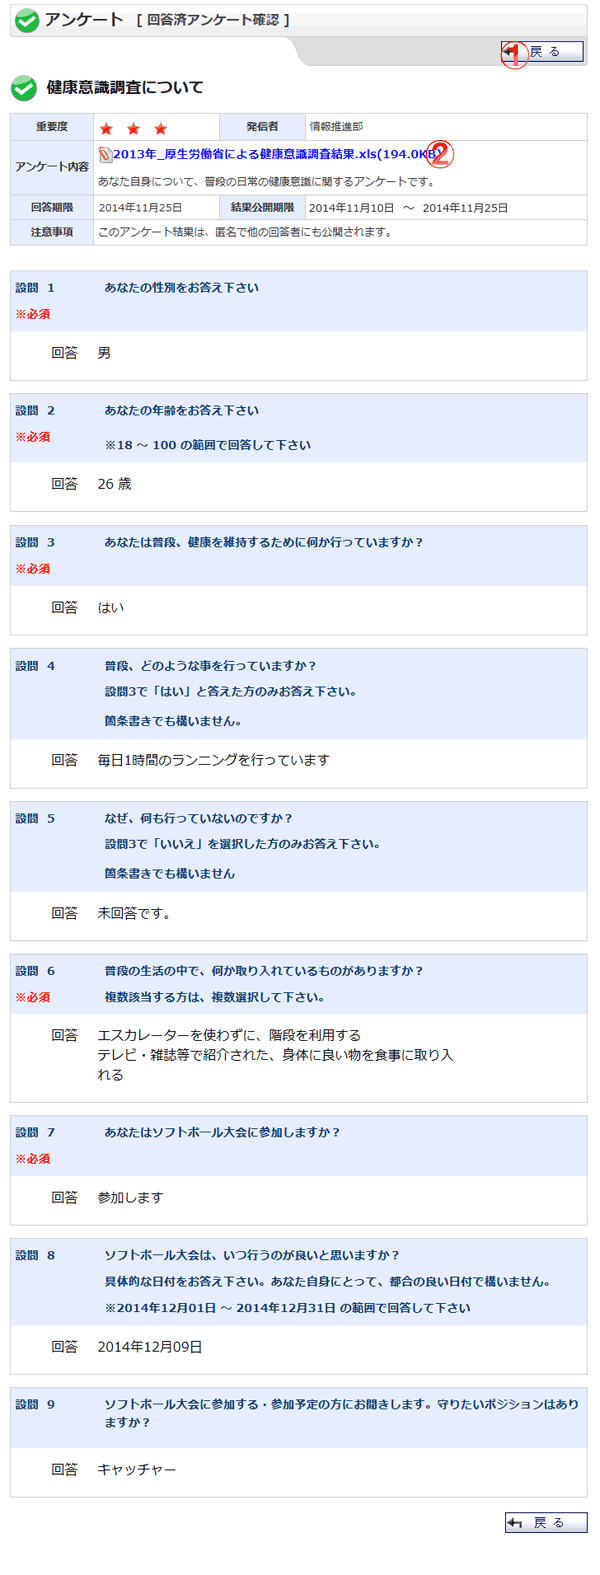 アンケート [ 回答済アンケート確認 ]
① 戻 る
健康意識調査について
重要度 ★ ★ ★ 発信者 情報推進部
アンケート内容 2013年_厚生労働省による健康意識調査結果.xls(194.0KB) ②
あなた自身について、普段の日常の健康意識に関するアンケートです。
回答期限 2014年11月25日 結果公開期限 2014年11月10日 ～ 2014年11月25日
注意事項 このアンケート結果は、匿名で他の回答者にも公開されます。
設問 1 あなたの性別をお答え下さい
※必須
回答 男
設問 2 あなたの年齢をお答え下さい
※必須
※18 ～ 100 の範囲で回答して下さい
回答 26 歳
設問 3 あなたは普段、健康を維持するために何か行っていますか？
※必須
回答 はい
設問 4 普段、どのような事を行っていますか？
設問3で「はい」と答えた方のみお答え下さい。
箇条書きでも構いません。
回答 毎日1時間のランニングを行っています
設問 5 なぜ、何も行っていないのですか？
設問3で「いいえ」を選択した方のみお答え下さい。
箇条書きでも構いません
回答 未回答です。
設問 6 普段の生活の中で、何か取り入れているものがありますか？
※必須 複数該当する方は、複数選択して下さい。
回答 エスカレーターを使わずに、階段を利用する
テレビ・雑誌等で紹介された、身体に良い物を食事に取り入
れる
設問 7 あなたはソフトボール大会に参加しますか？
※必須
回答 参加します
設問 8 ソフトボール大会は、いつ行うのが良いと思いますか？
具体的な日付をお答え下さい。あなた自身にとって、都合の良い日付で構いません。
※2014年12月01日 ～ 2014年12月31日 の範囲で回答して下さい
回答 2014年12月09日
設問 9 ソフトボール大会に参加する・参加予定の方にお聞きします。守りたいポジションはあり
ますか？
回答 キャッチャー
戻 る